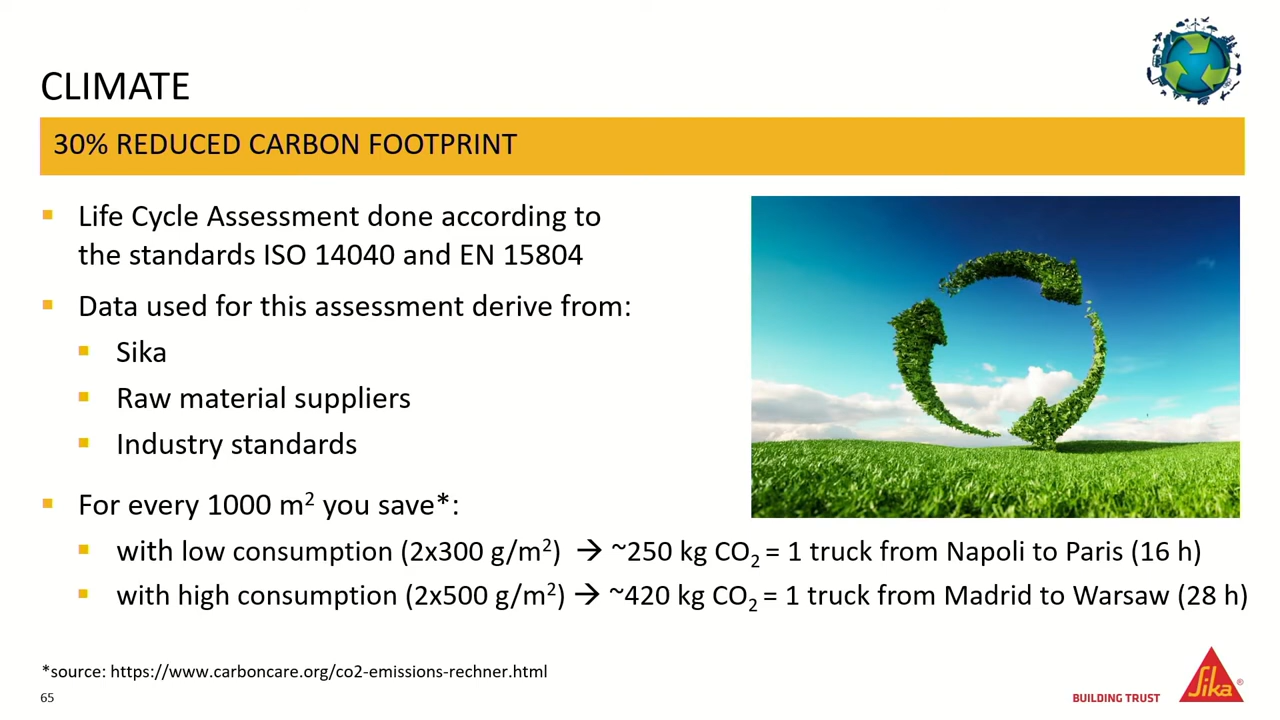 CLIMATE
30% REDUCED CARBON FOOTPRINT
▪ Life Cycle Assessment done according to
the standards ISO 14040 and EN 15804
▪ Data used for this assessment derive from:
▪ Sika
▪ Raw material suppliers
▪ Industry standards
▪ For every 1000 m² you save*:
▪ with low consumption (2x300 g/m²) → ~250 kg CO₂ = 1 truck from Napoli to Paris (16 h)
▪ with high consumption (2x500 g/m²) → ~420 kg CO₂ = 1 truck from Madrid to Warsaw (28 h)
*source: https://www.carboncare.org/co2-emissions-rechner.html
65
BUILDING TRUST
Sika®